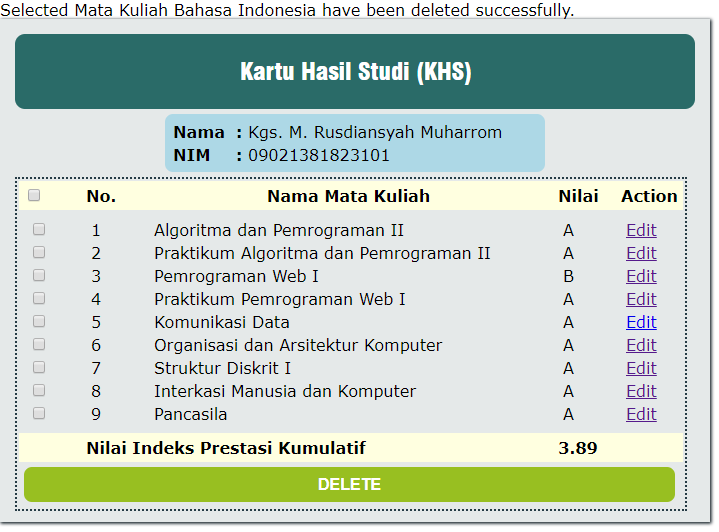 Selected Mata Kuliah Bahasa Indonesia have been deleted successfully.
Kartu Hasil Studi (KHS)
Nama : Kgs. M. Rusdiansyah Muharrom
NIM : 09021381823101
No. Nama Mata Kuliah Nilai Action
1 Algoritma dan Pemrograman II A Edit
2 Praktikum Algoritma dan Pemrograman II A Edit
3 Pemrograman Web I B Edit
4 Praktikum Pemrograman Web I A Edit
5 Komunikasi Data A Edit
6 Organisasi dan Arsitektur Komputer A Edit
7 Struktur Diskrit I A Edit
8 Interkasi Manusia dan Komputer A Edit
9 Pancasila A Edit
Nilai Indeks Prestasi Kumulatif 3.89
DELETE